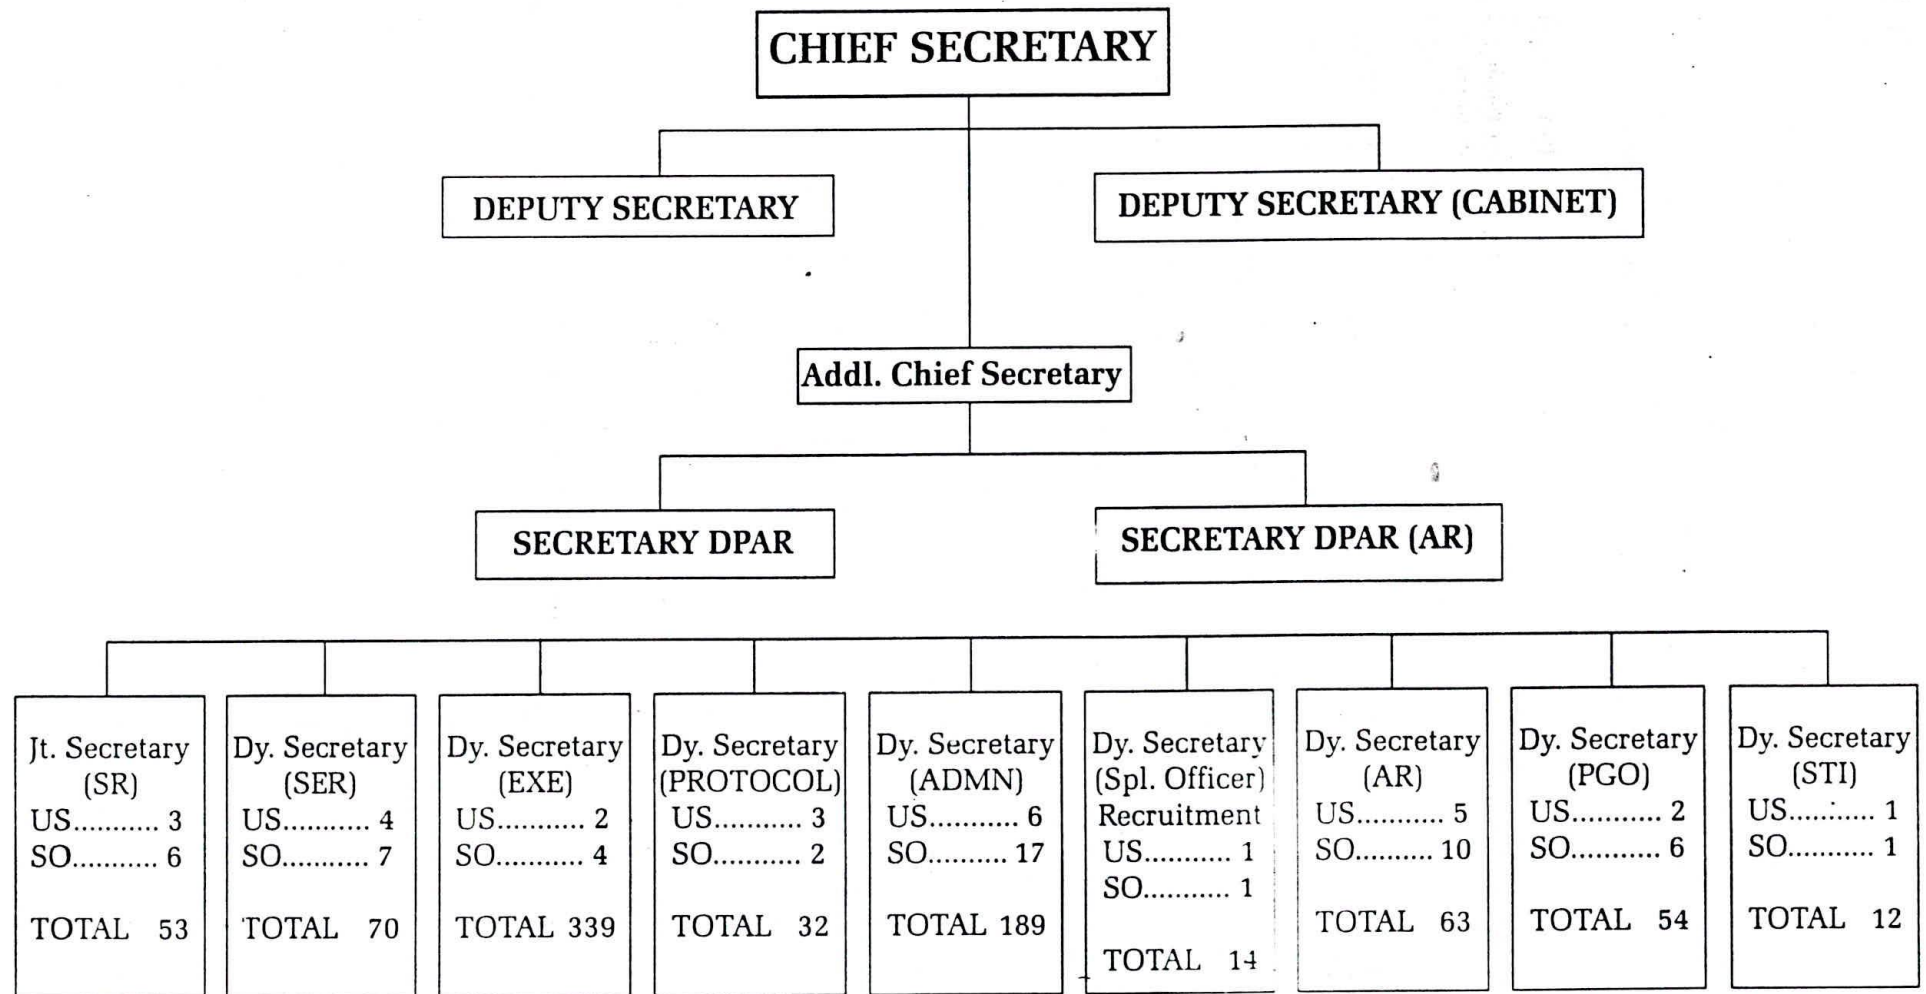 CHIEF SECRETARY
DEPUTY SECRETARY
DEPUTY SECRETARY (CABINET)
Addl. Chief Secretary
SECRETARY DPAR
SECRETARY DPAR (AR)
Jt. Secretary
(SR)
US........... 3
SO........... 6
TOTAL 53
Dy. Secretary
(SER)
US........... 4
SO........... 7
TOTAL 70
Dy. Secretary
(EXE)
US........... 2
SO........... 4
TOTAL 339
Dy. Secretary
(PROTOCOL)
US........... 3
SO........... 2
TOTAL 32
Dy. Secretary
(ADMN)
US........... 6
SO.......... 17
TOTAL 189
Dy. Secretary
(Spl. Officer)
Recruitment
US........... 1
SO........... 1
TOTAL 14
Dy. Secretary
(AR)
US........... 5
SO.......... 10
TOTAL 63
Dy. Secretary
(PGO)
US........... 2
SO........... 6
TOTAL 54
Dy. Secretary
(STI)
US........... 1
SO........... 1
TOTAL 12